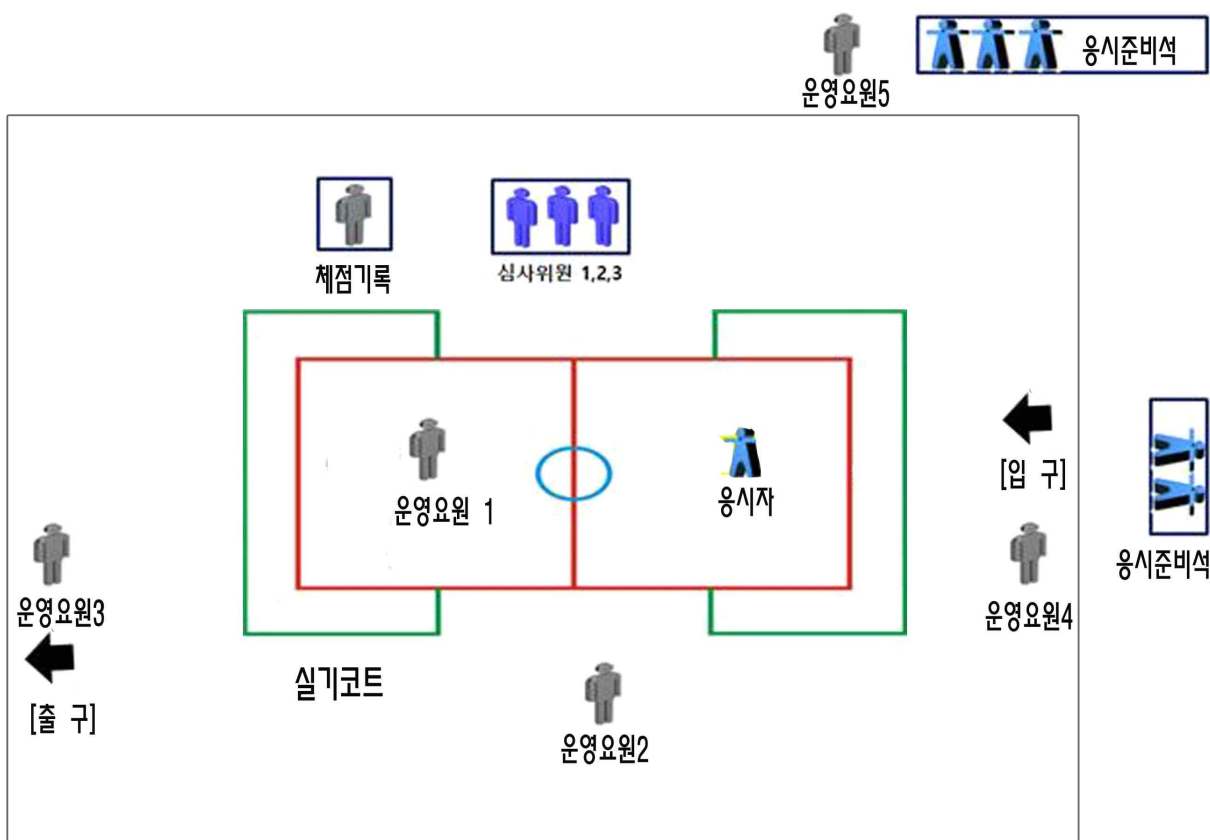 응시준비석
운영요원5
체점기록
심사위원 1,2,3
[입 구]
운영요원 1
응시자
응시준비석
운영요원3
운영요원4
실기코트
[출 구]
운영요원2